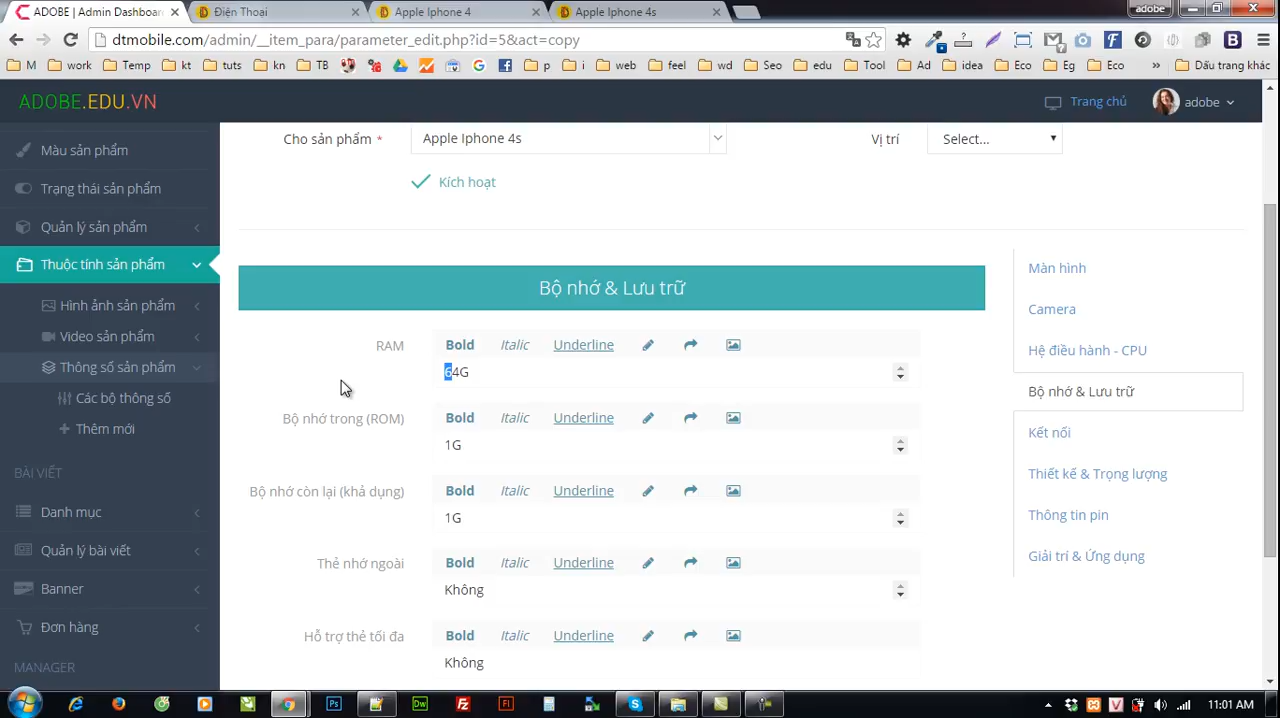 ADOBE | Admin Dashboar
Điện Thoại
Apple Iphone 4
Apple Iphone 4s
adobe
dtmobile.com/admin/__item_para/parameter_edit.php?id=5&act=copy
M
work
Temp
kt
tuts
kn
TB
p
i
web
feel
wd
Seo
edu
Tool
Ad
idea
Eco
Eg
Eco
»
Dấu trang khác
ADOBE.EDU.VN
Trang chủ
adobe
Màu sản phẩm
Trạng thái sản phẩm
Quản lý sản phẩm
Thuộc tính sản phẩm
Hình ảnh sản phẩm
Video sản phẩm
Thông số sản phẩm
Các bộ thông số
Thêm mới
BÀI VIẾT
Danh mục
Quản lý bài viết
Banner
Đơn hàng
MANAGER
Cho sản phẩm *
Apple Iphone 4s
Vị trí
Select...
Kích hoạt
Bộ nhớ & Lưu trữ
RAM
Bold Italic Underline
64G
Bộ nhớ trong (ROM)
Bold Italic Underline
1G
Bộ nhớ còn lại (khả dụng)
Bold Italic Underline
1G
Thẻ nhớ ngoài
Bold Italic Underline
Không
Hỗ trợ thẻ tối đa
Bold Italic Underline
Không
Màn hình
Camera
Hệ điều hành - CPU
Bộ nhớ & Lưu trữ
Kết nối
Thiết kế & Trọng lượng
Thông tin pin
Giải trí & Ứng dụng
11:01 AM